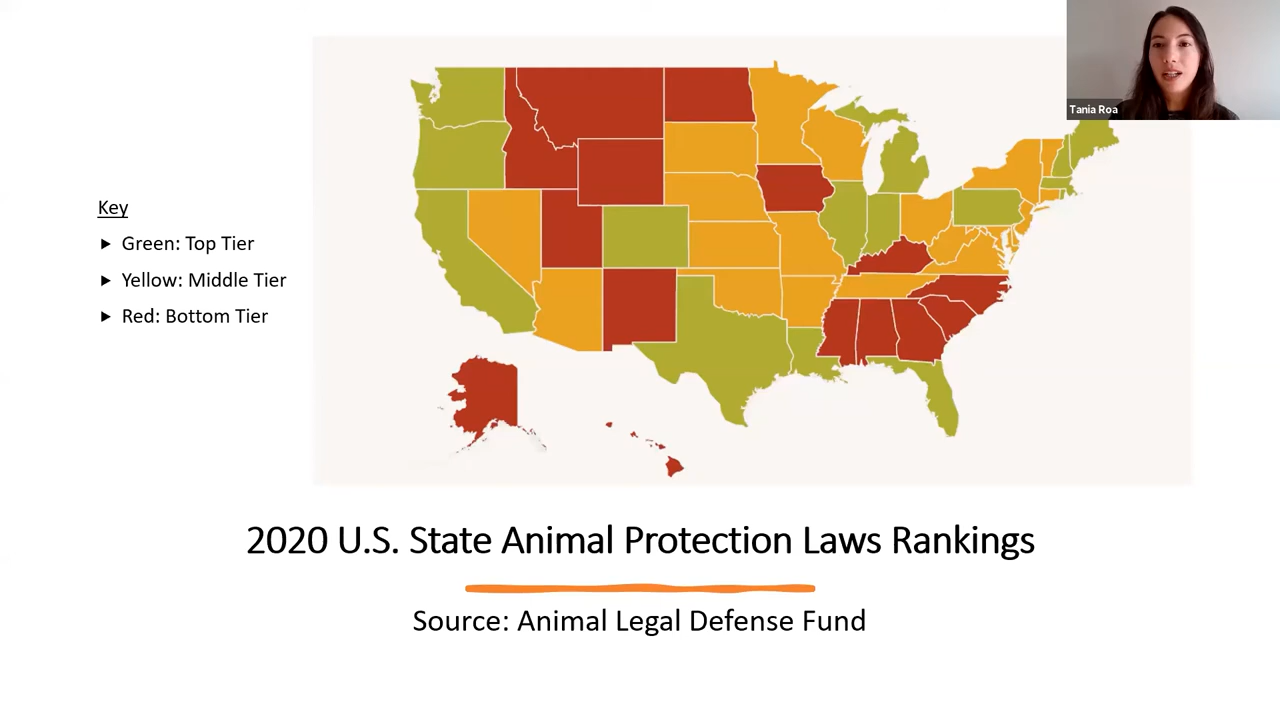 Tania Roa
Key
Green: Top Tier
Yellow: Middle Tier
Red: Bottom Tier
2020 U.S. State Animal Protection Laws Rankings
Source: Animal Legal Defense Fund